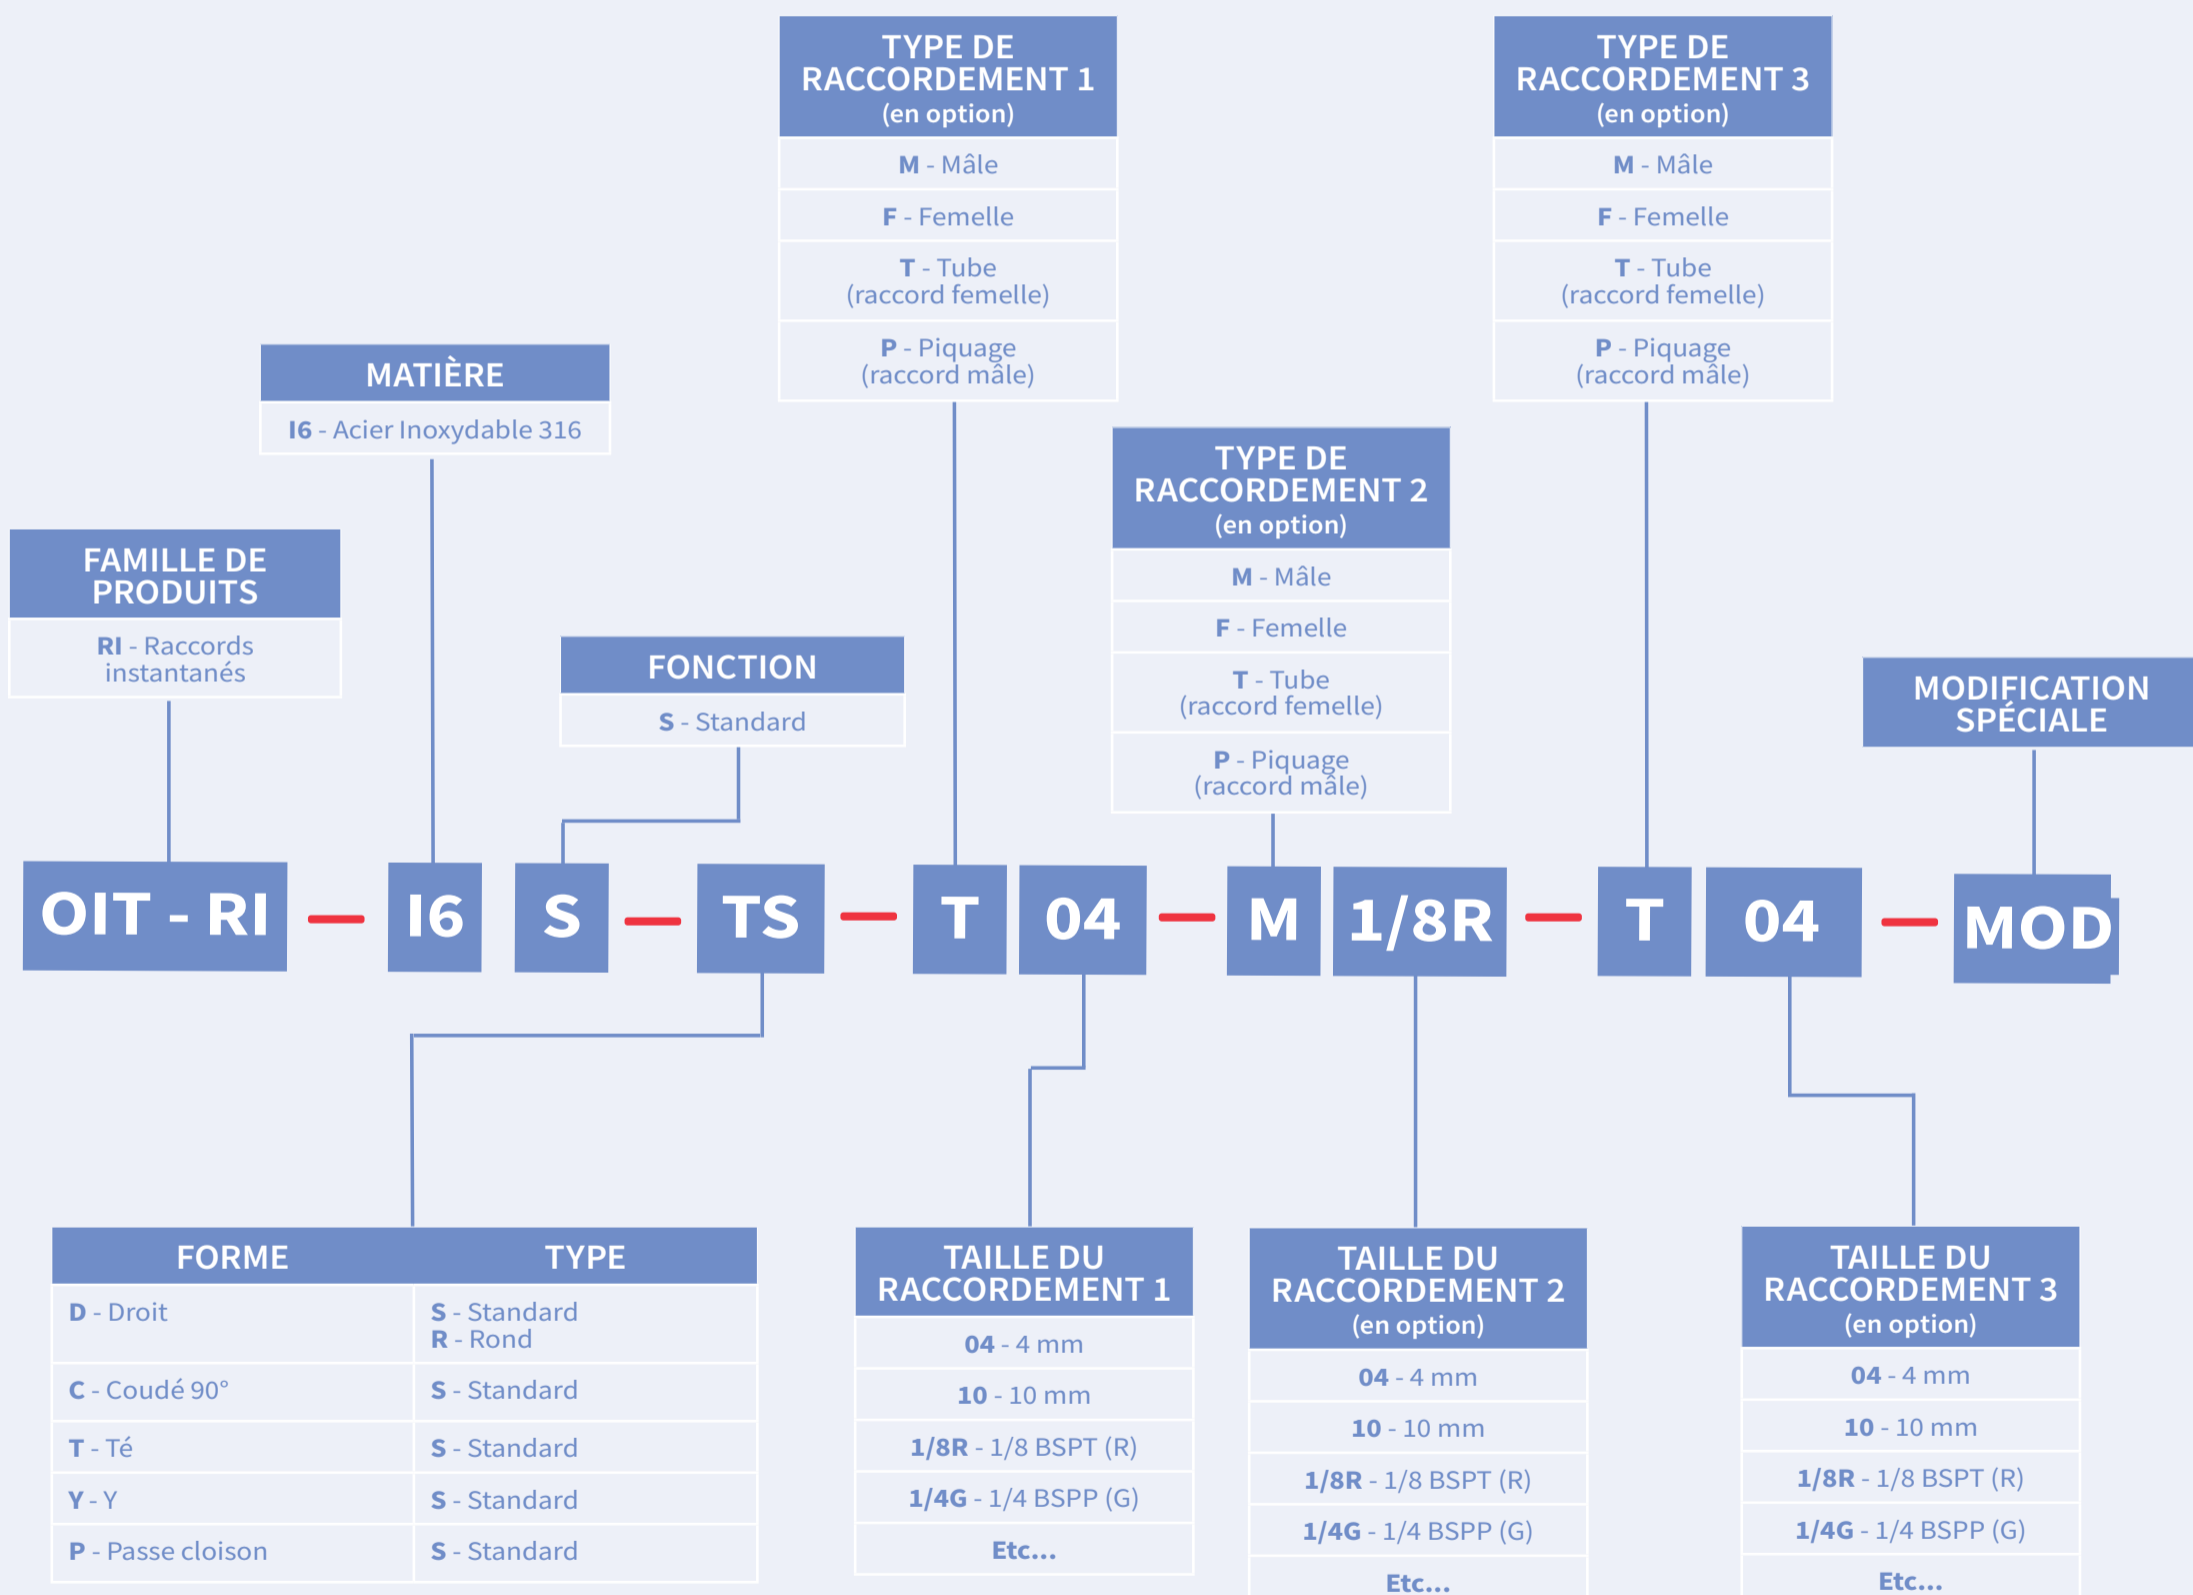 TYPE DE
RACCORDEMENT 1
(en option)
M - Mâle
F - Femelle
T - Tube
(raccord femelle)
P - Piquage
(raccord mâle)
TYPE DE
RACCORDEMENT 3
(en option)
M - Mâle
F - Femelle
T - Tube
(raccord femelle)
P - Piquage
(raccord mâle)
MATIÈRE
I6 - Acier Inoxydable 316
TYPE DE
RACCORDEMENT 2
(en option)
M - Mâle
F - Femelle
T - Tube
(raccord femelle)
P - Piquage
(raccord mâle)
FAMILLE DE
PRODUITS
RI - Raccords
instantanés
FONCTION
S - Standard
MODIFICATION
SPÉCIALE
OIT - RI — I6 S — TS — T 04 — M 1/8R — T 04 — MOD
FORME TYPE
D - Droit S - Standard
R - Rond
C - Coudé 90° S - Standard
T - Té S - Standard
Y - Y S - Standard
P - Passe cloison S - Standard
TAILLE DU
RACCORDEMENT 1
04 - 4 mm
10 - 10 mm
1/8R - 1/8 BSPT (R)
1/4G - 1/4 BSPP (G)
Etc...
TAILLE DU
RACCORDEMENT 2
(en option)
04 - 4 mm
10 - 10 mm
1/8R - 1/8 BSPT (R)
1/4G - 1/4 BSPP (G)
Etc...
TAILLE DU
RACCORDEMENT 3
(en option)
04 - 4 mm
10 - 10 mm
1/8R - 1/8 BSPT (R)
1/4G - 1/4 BSPP (G)
Etc...